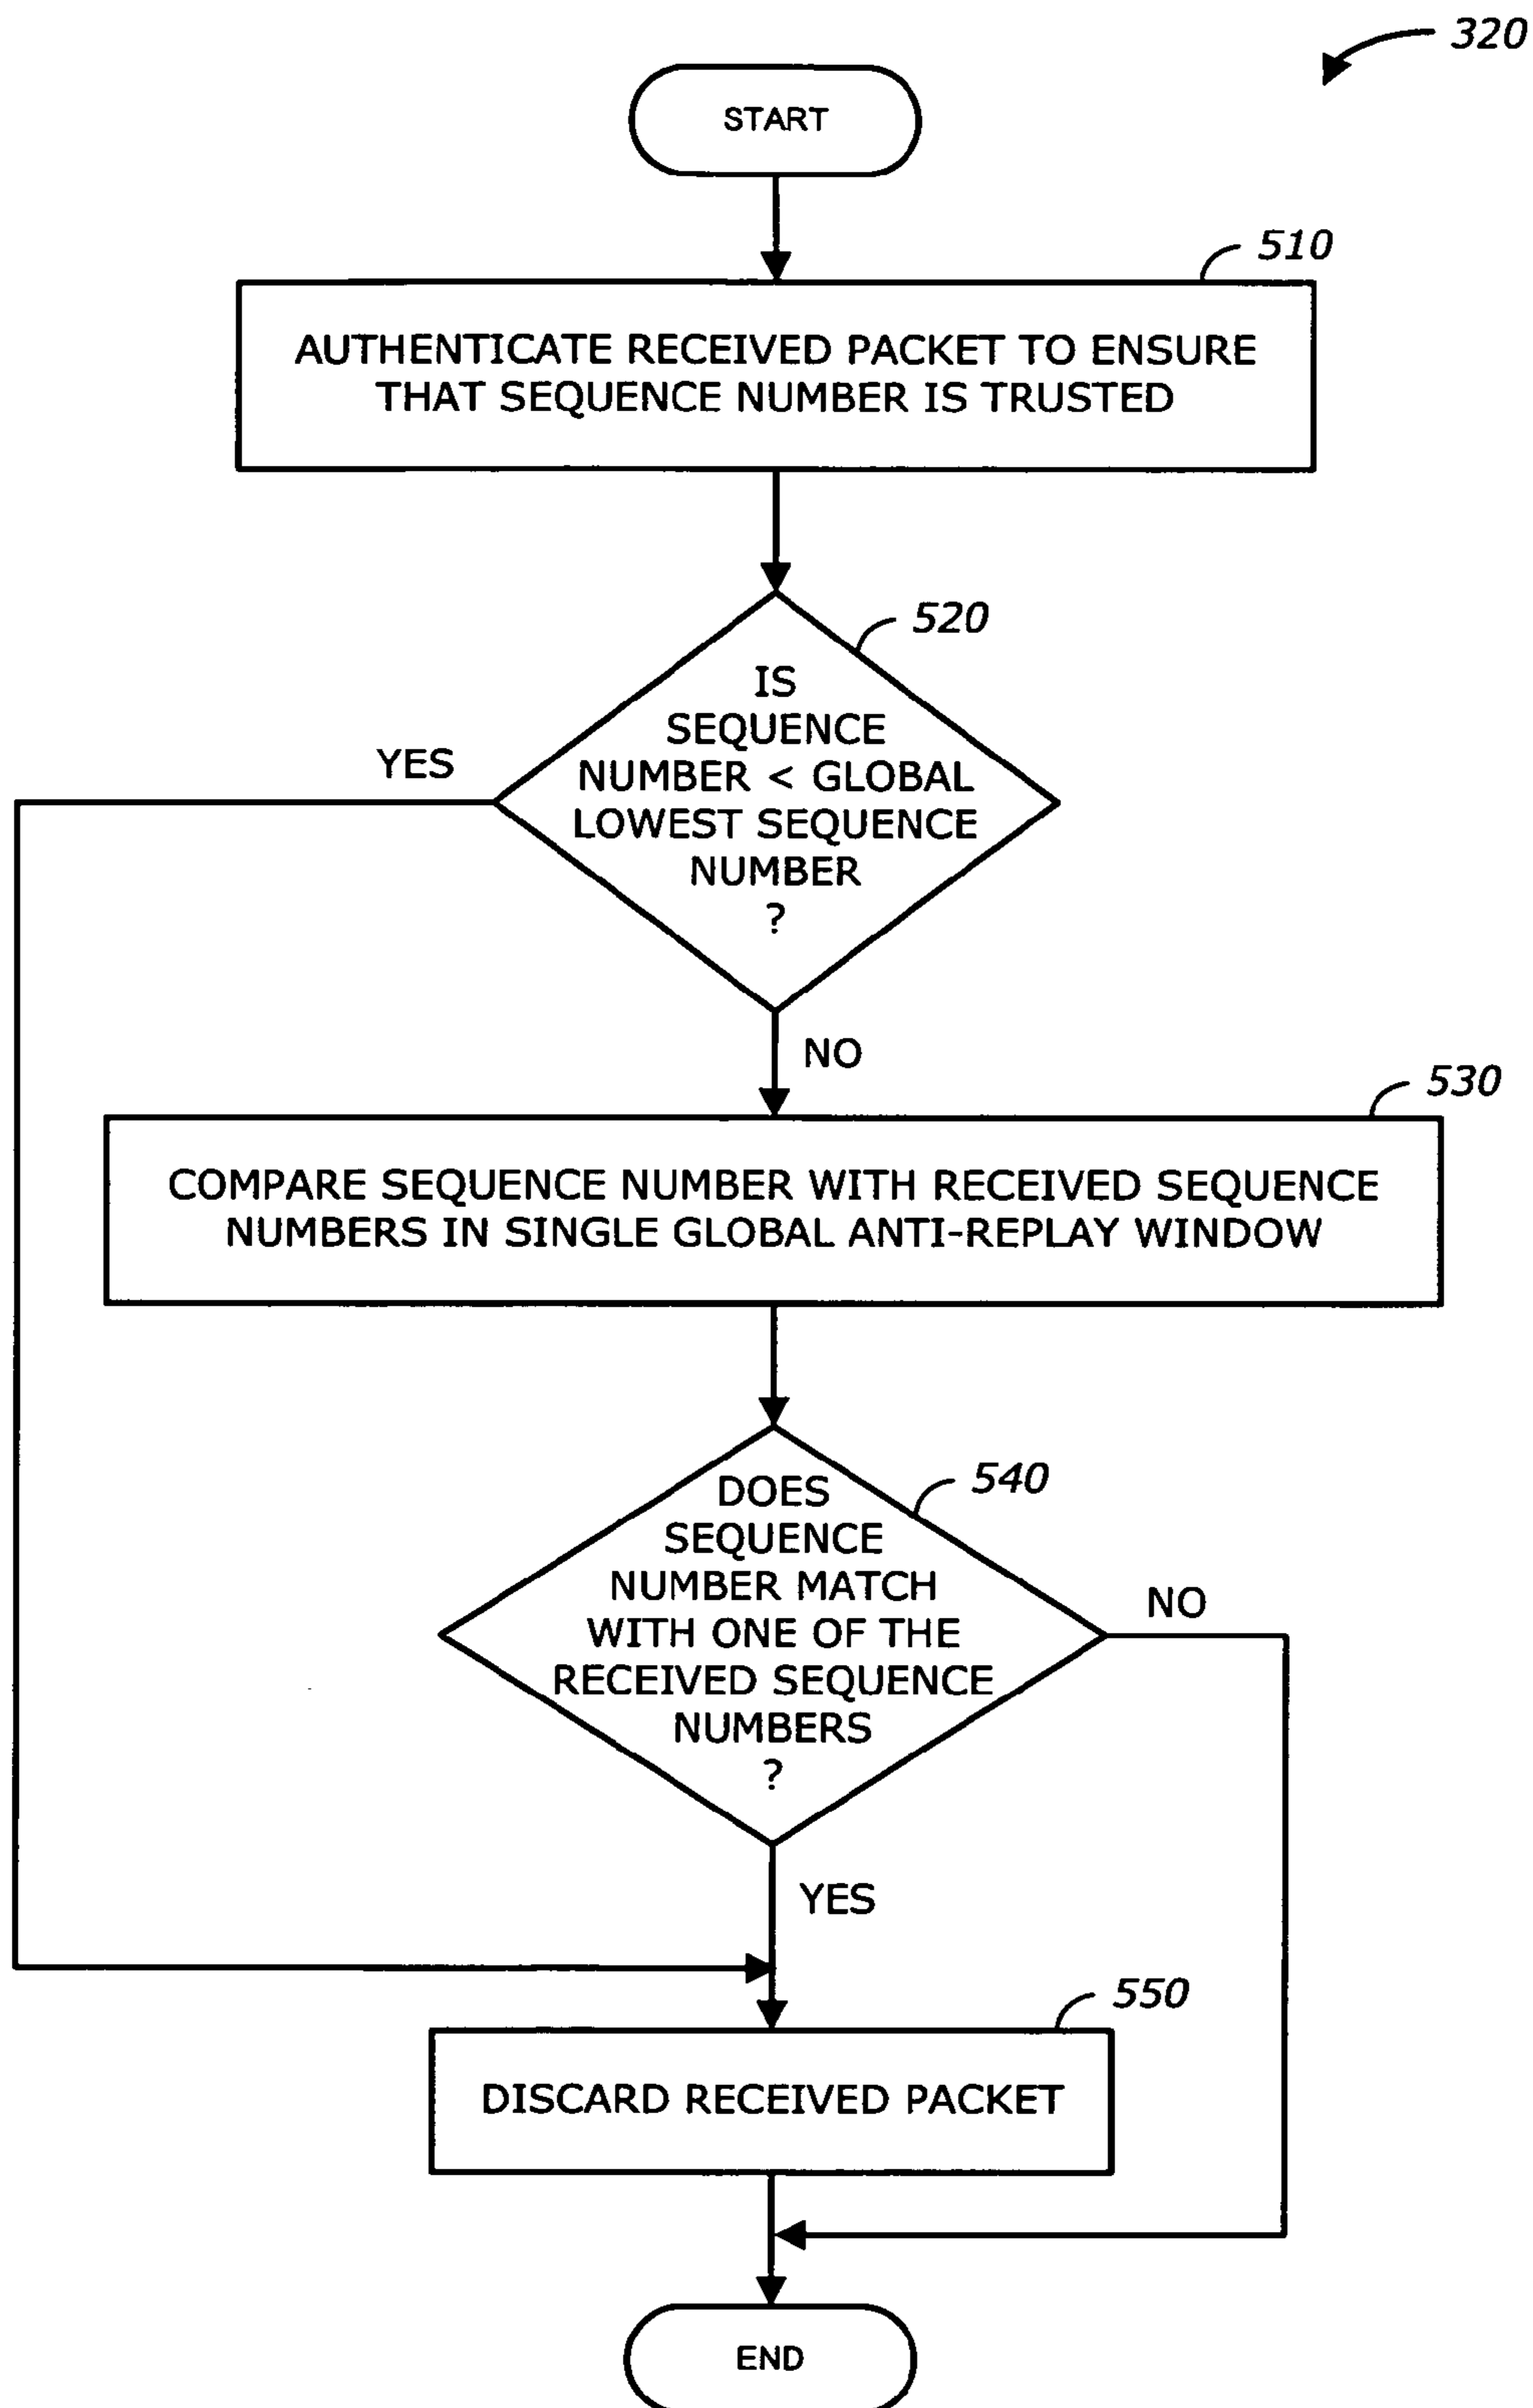 320
START
510
AUTHENTICATE RECEIVED PACKET TO ENSURE
THAT SEQUENCE NUMBER IS TRUSTED
520
IS
SEQUENCE
NUMBER < GLOBAL
LOWEST SEQUENCE
NUMBER
?
YES
NO
530
COMPARE SEQUENCE NUMBER WITH RECEIVED SEQUENCE
NUMBERS IN SINGLE GLOBAL ANTI-REPLAY WINDOW
540
DOES
SEQUENCE
NUMBER MATCH
WITH ONE OF THE
RECEIVED SEQUENCE
NUMBERS
?
NO
YES
550
DISCARD RECEIVED PACKET
END